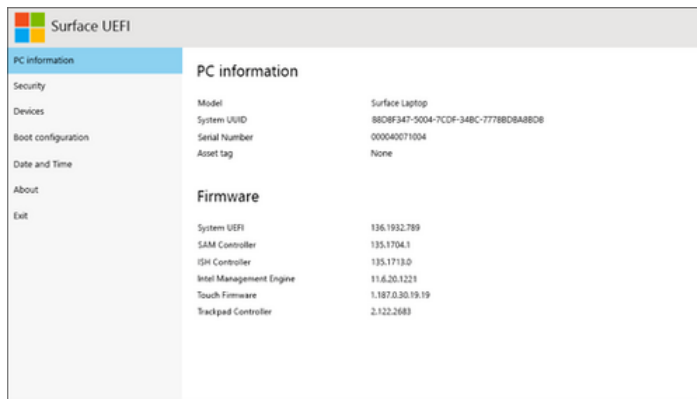 Surface UEFI
PC information
Security
Devices
Boot configuration
Date and Time
About
Exit
PC information
Model Surface Laptop
System UUID 88D8F347-5004-7CDF-34BC-7778BDBA8BD8
Serial Number 000040071004
Asset tag None
Firmware
System UEFI 136.1932.789
SAM Controller 135.1704.1
ISH Controller 135.1713.0
Intel Management Engine 11.6.20.1221
Touch Firmware 1.187.0.30.19.19
Trackpad Controller 2.122.2683